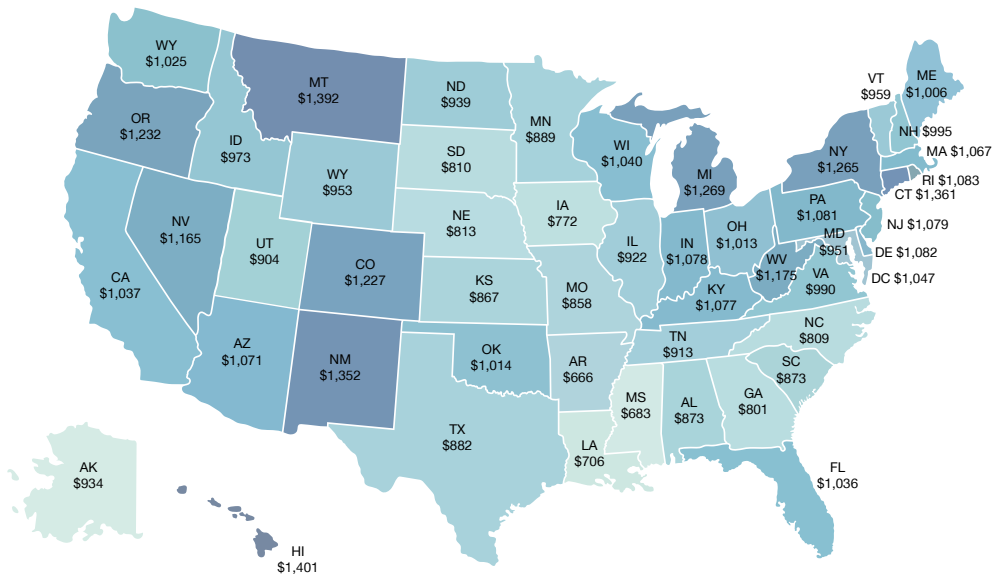 WY
$1,025
MT
$1,392
ND
$939
MN
$889
VT
$959
ME
$1,006
OR
$1,232
ID
$973
WY
$953
SD
$810
WI
$1,040
MI
$1,269
NY
$1,265
NH $995
MA $1,067
RI $1,083
CT $1,361
NV
$1,165
UT
$904
CO
$1,227
NE
$813
IA
$772
IL
$922
IN
$1,078
OH
$1,013
PA
$1,081
NJ $1,079
MD
$951
DE $1,082
DC $1,047
WV
$1,175
VA
$990
CA
$1,037
KS
$867
MO
$858
KY
$1,077
AZ
$1,071
NM
$1,352
OK
$1,014
AR
$666
TN
$913
NC
$809
SC
$873
TX
$882
LA
$706
MS
$683
AL
$873
GA
$801
FL
$1,036
AK
$934
HI
$1,401